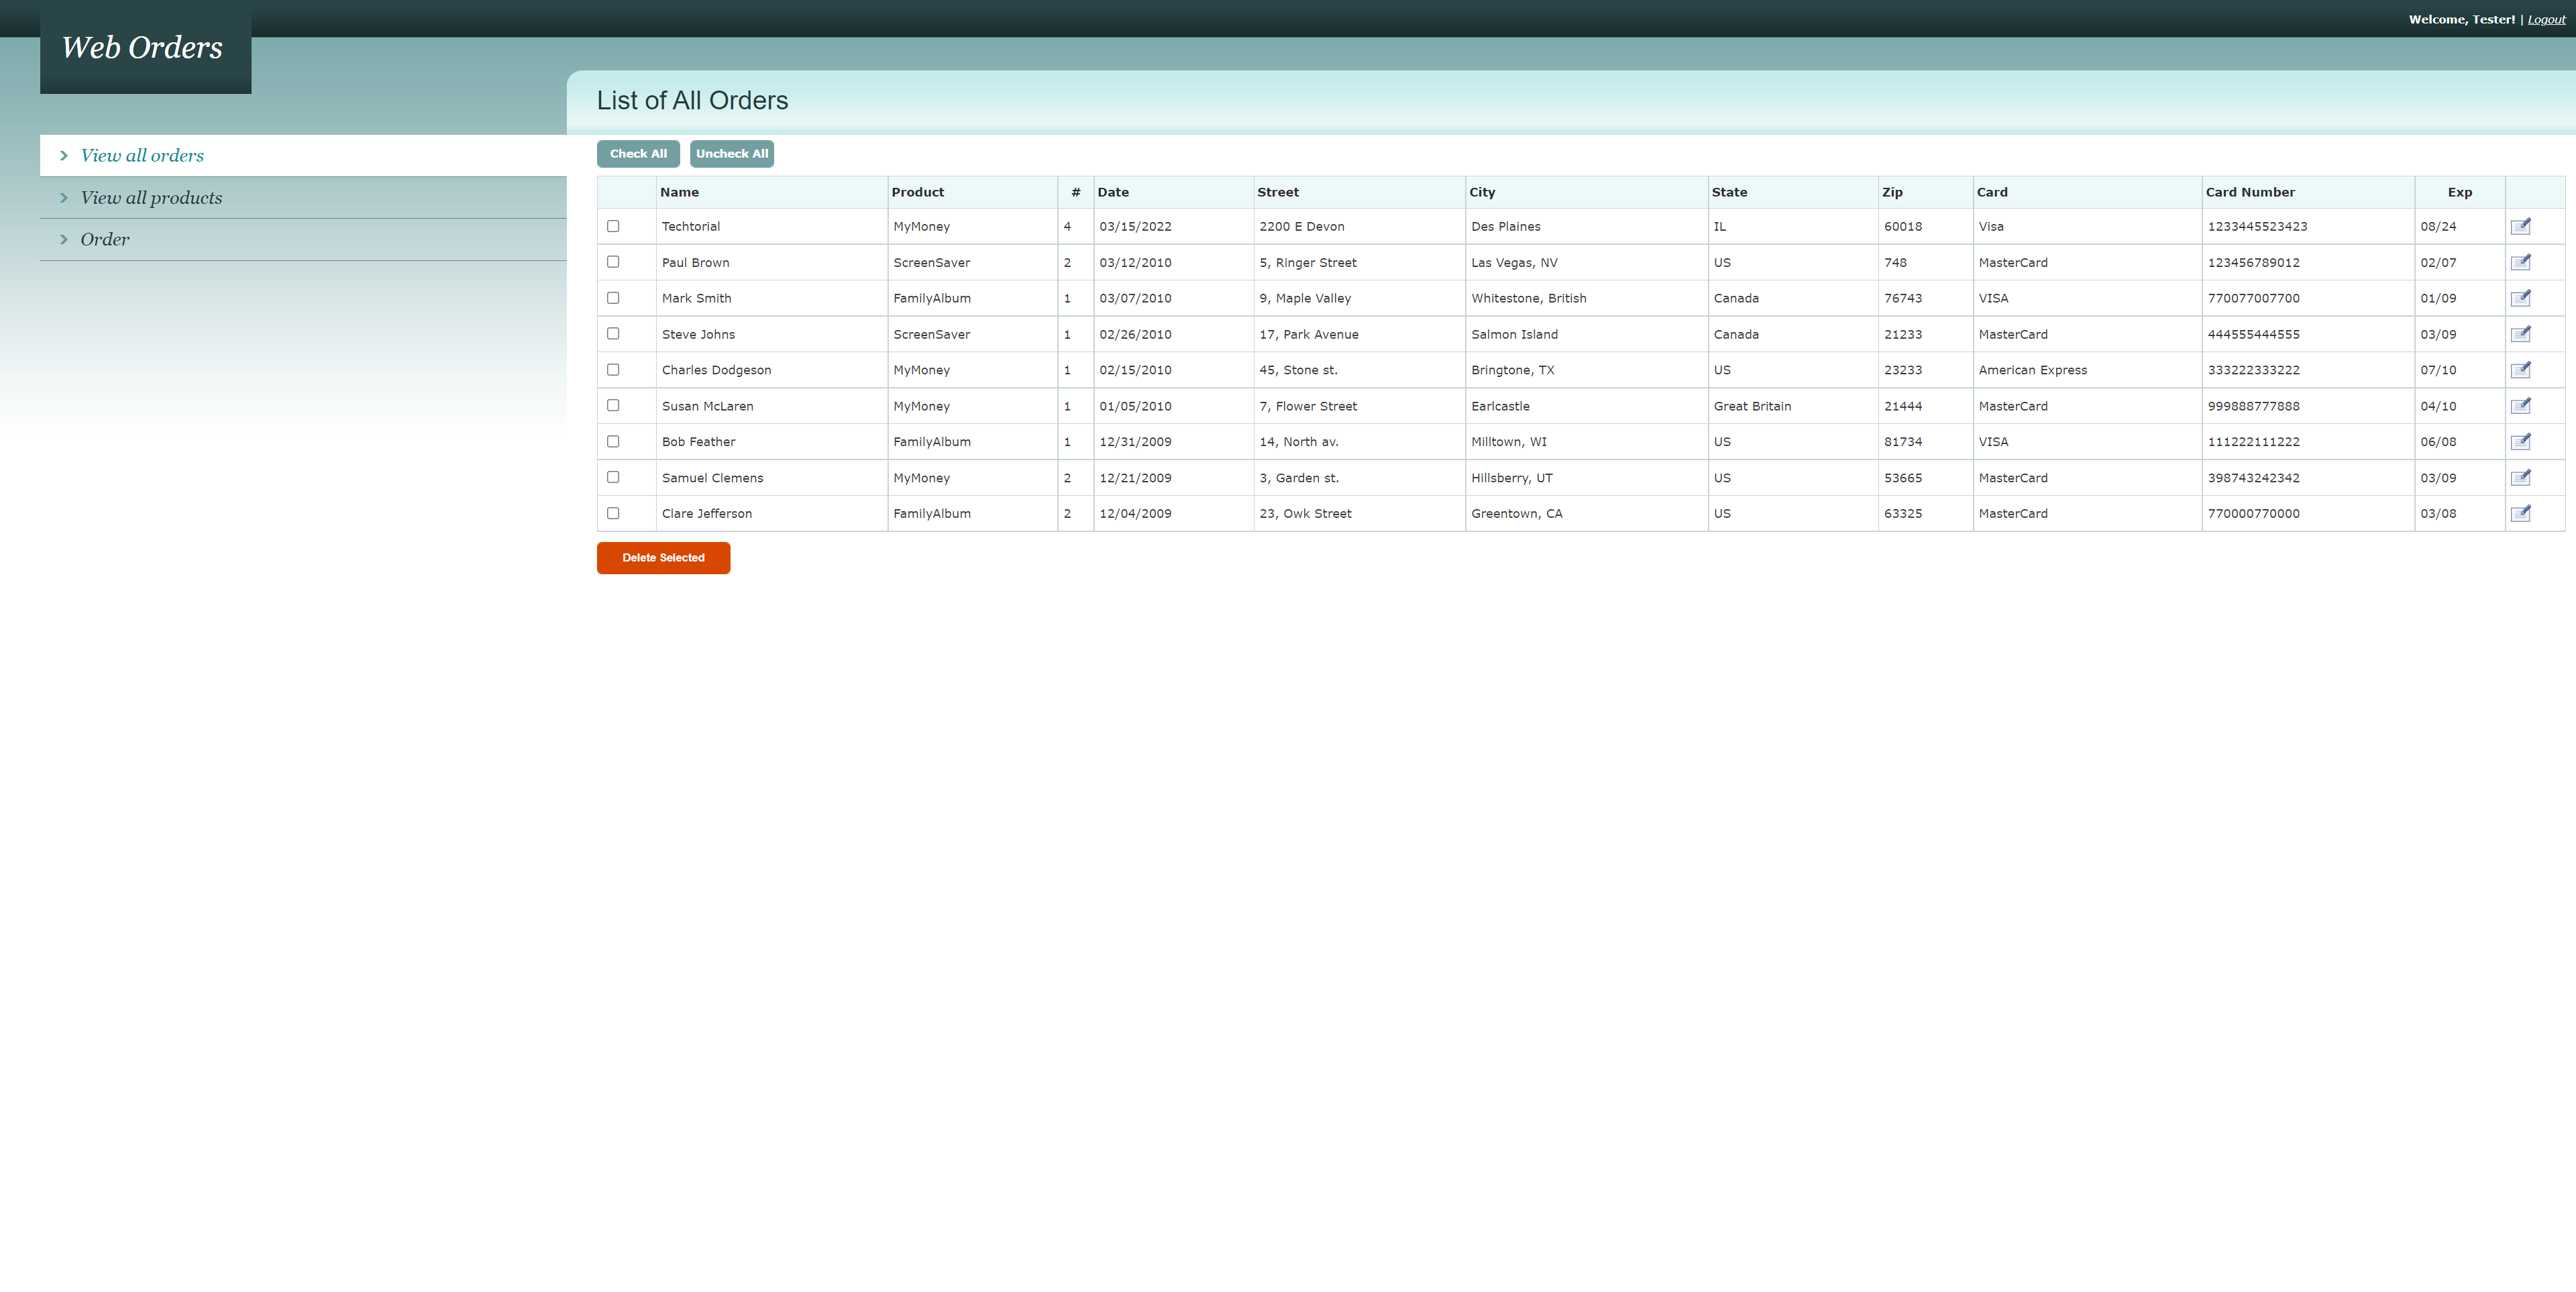 Welcome, Tester! | Logout
Web Orders
List of All Orders
View all orders
View all products
Order
Check All Uncheck All
Name Product # Date Street City State Zip Card Card Number Exp
Techtorial MyMoney 4 03/15/2022 2200 E Devon Des Plaines IL 60018 Visa 1233445523423 08/24
Paul Brown ScreenSaver 2 03/12/2010 5, Ringer Street Las Vegas, NV US 748 MasterCard 123456789012 02/07
Mark Smith FamilyAlbum 1 03/07/2010 9, Maple Valley Whitestone, British Canada 76743 VISA 770077007700 01/09
Steve Johns ScreenSaver 1 02/26/2010 17, Park Avenue Salmon Island Canada 21233 MasterCard 444555444555 03/09
Charles Dodgeson MyMoney 1 02/15/2010 45, Stone st. Bringtone, TX US 23233 American Express 333222333222 07/10
Susan McLaren MyMoney 1 01/05/2010 7, Flower Street Earlcastle Great Britain 21444 MasterCard 999888777888 04/10
Bob Feather FamilyAlbum 1 12/31/2009 14, North av. Milltown, WI US 81734 VISA 111222111222 06/08
Samuel Clemens MyMoney 2 12/21/2009 3, Garden st. Hillsberry, UT US 53665 MasterCard 398743242342 03/09
Clare Jefferson FamilyAlbum 2 12/04/2009 23, Owk Street Greentown, CA US 63325 MasterCard 770000770000 03/08
Delete Selected